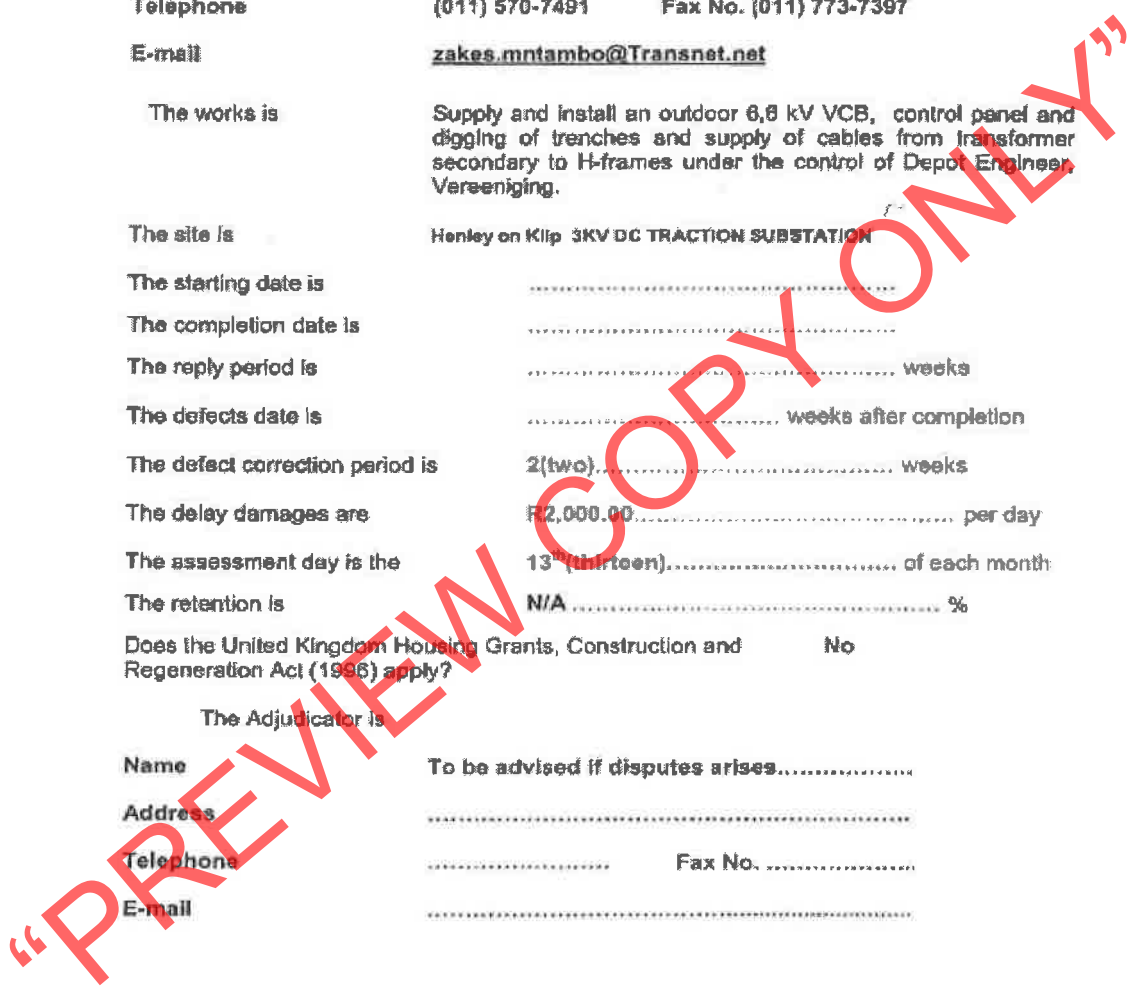 Telephone (011) 570-7491 Fax No. (011) 773-7397
E-mail zakes.mntambo@Transnet.net
The works is Supply and install an outdoor 6,6 kV VCB, control panel and
digging of trenches and supply of cables from transformer
secondary to H-frames under the control of Depot Engineer,
Vereeniging.
The site is Henley on Klip 3KV DC TRACTION SUBSTATION
The starting date is ................................................
The completion date is ................................................
The reply period is ................................................ weeks
The defects date is ................................ weeks after completion
The defect correction period is 2(two)....................................... weeks
The delay damages are R2,000.00.......................................... per day
The assessment day is the 13th(thirteen).............................. of each month
The retention is N/A ................................................ %
Does the United Kingdom Housing Grants, Construction and No
Regeneration Act (1996) apply?
The Adjudicator is
Name To be advised if disputes arises...................
Address ................................................................
Telephone ........................ Fax No. ....................
E-mail ................................................................
"PREVIEW COPY ONLY"